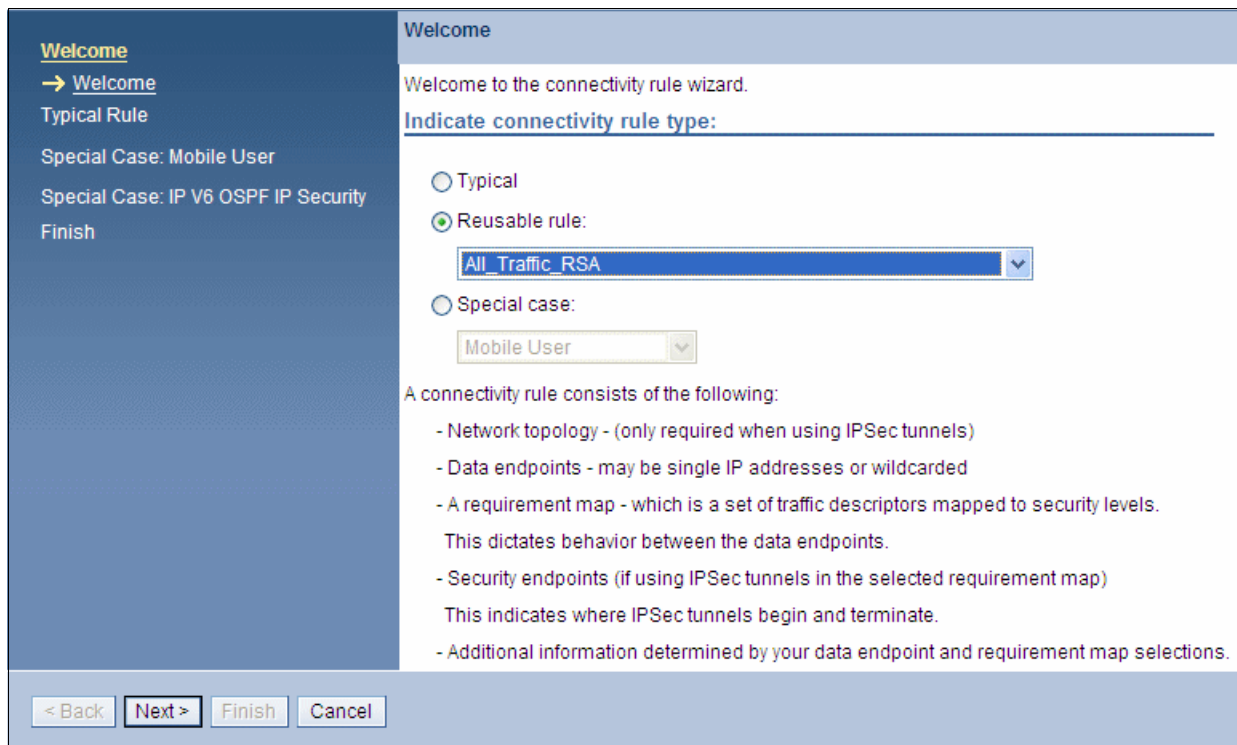 Welcome
→ Welcome
Typical Rule
Special Case: Mobile User
Special Case: IP V6 OSPF IP Security
Finish
Welcome
Welcome to the connectivity rule wizard.
Indicate connectivity rule type:
Typical
Reusable rule:
All_Traffic_RSA
Special case:
Mobile User
A connectivity rule consists of the following:
- Network topology - (only required when using IPSec tunnels)
- Data endpoints - may be single IP addresses or wildcarded
- A requirement map - which is a set of traffic descriptors mapped to security levels.
This dictates behavior between the data endpoints.
- Security endpoints (if using IPSec tunnels in the selected requirement map)
This indicates where IPSec tunnels begin and terminate.
- Additional information determined by your data endpoint and requirement map selections.
< Back
Next >
Finish
Cancel